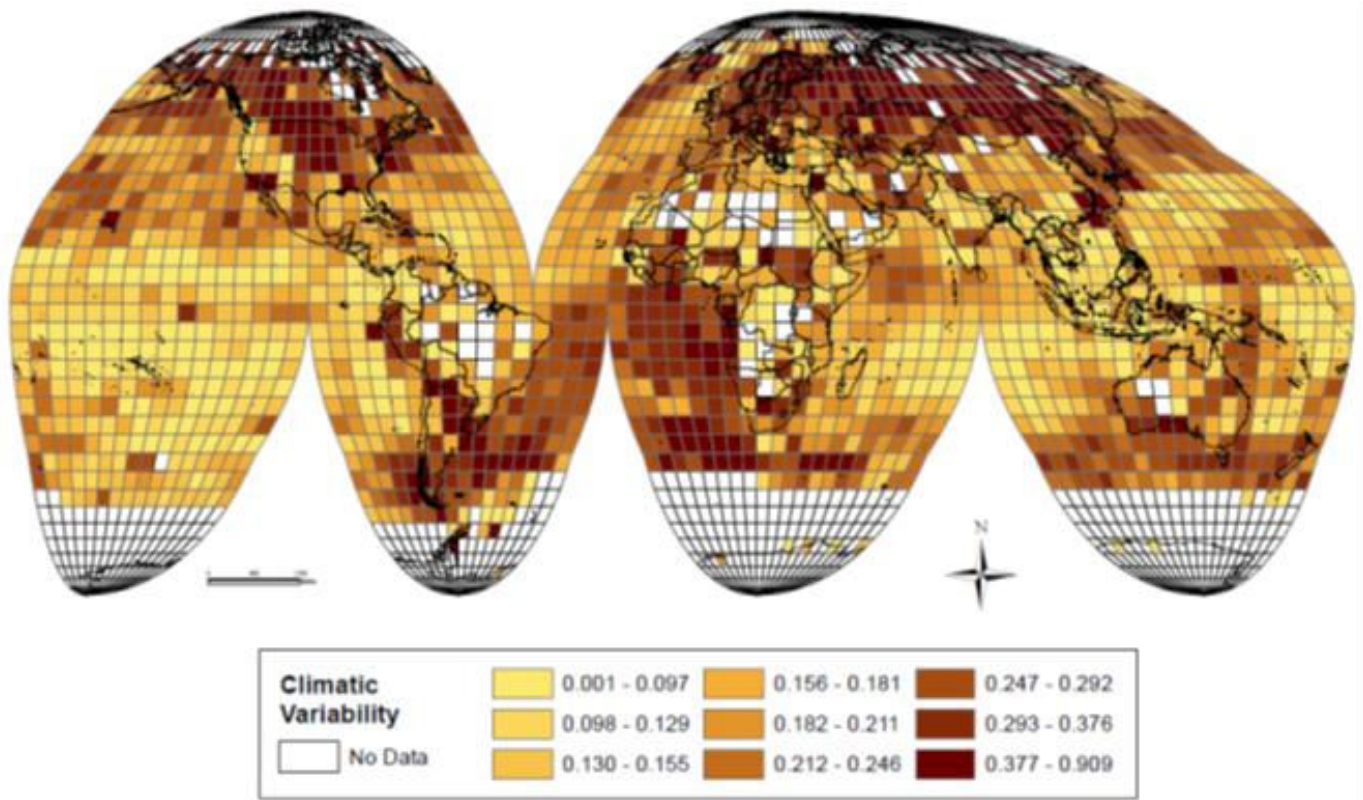 N
Climatic
Variability
No Data
0.001 - 0.097
0.098 - 0.129
0.130 - 0.155
0.156 - 0.181
0.182 - 0.211
0.212 - 0.246
0.247 - 0.292
0.293 - 0.376
0.377 - 0.909